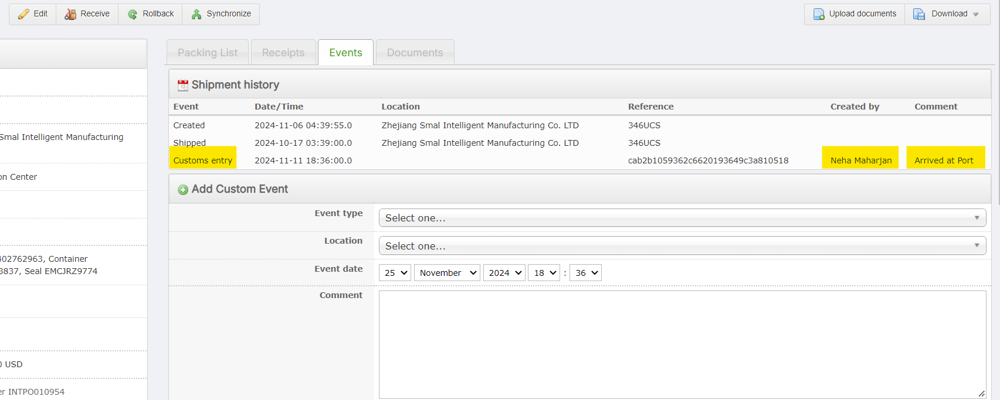 Edit Receive Rollback Synchronize Upload documents Download
Smal Intelligent Manufacturing
on Center
402762963, Container
3837, Seal EMCJRZ9774
0 USD
er INTPO010954
Packing List Receipts Events Documents
Shipment history
Event Date/Time Location Reference Created by Comment
Created 2024-11-06 04:39:55.0 Zhejiang Smal Intelligent Manufacturing Co. LTD 346UCS
Shipped 2024-10-17 03:39:00.0 Zhejiang Smal Intelligent Manufacturing Co. LTD 346UCS
Customs entry 2024-11-11 18:36:00.0 cab2b1059362c6620193649c3a810518 Neha Maharjan Arrived at Port
Add Custom Event
Event type Select one...
Location Select one...
Event date 25 November 2024 18 : 36
Comment